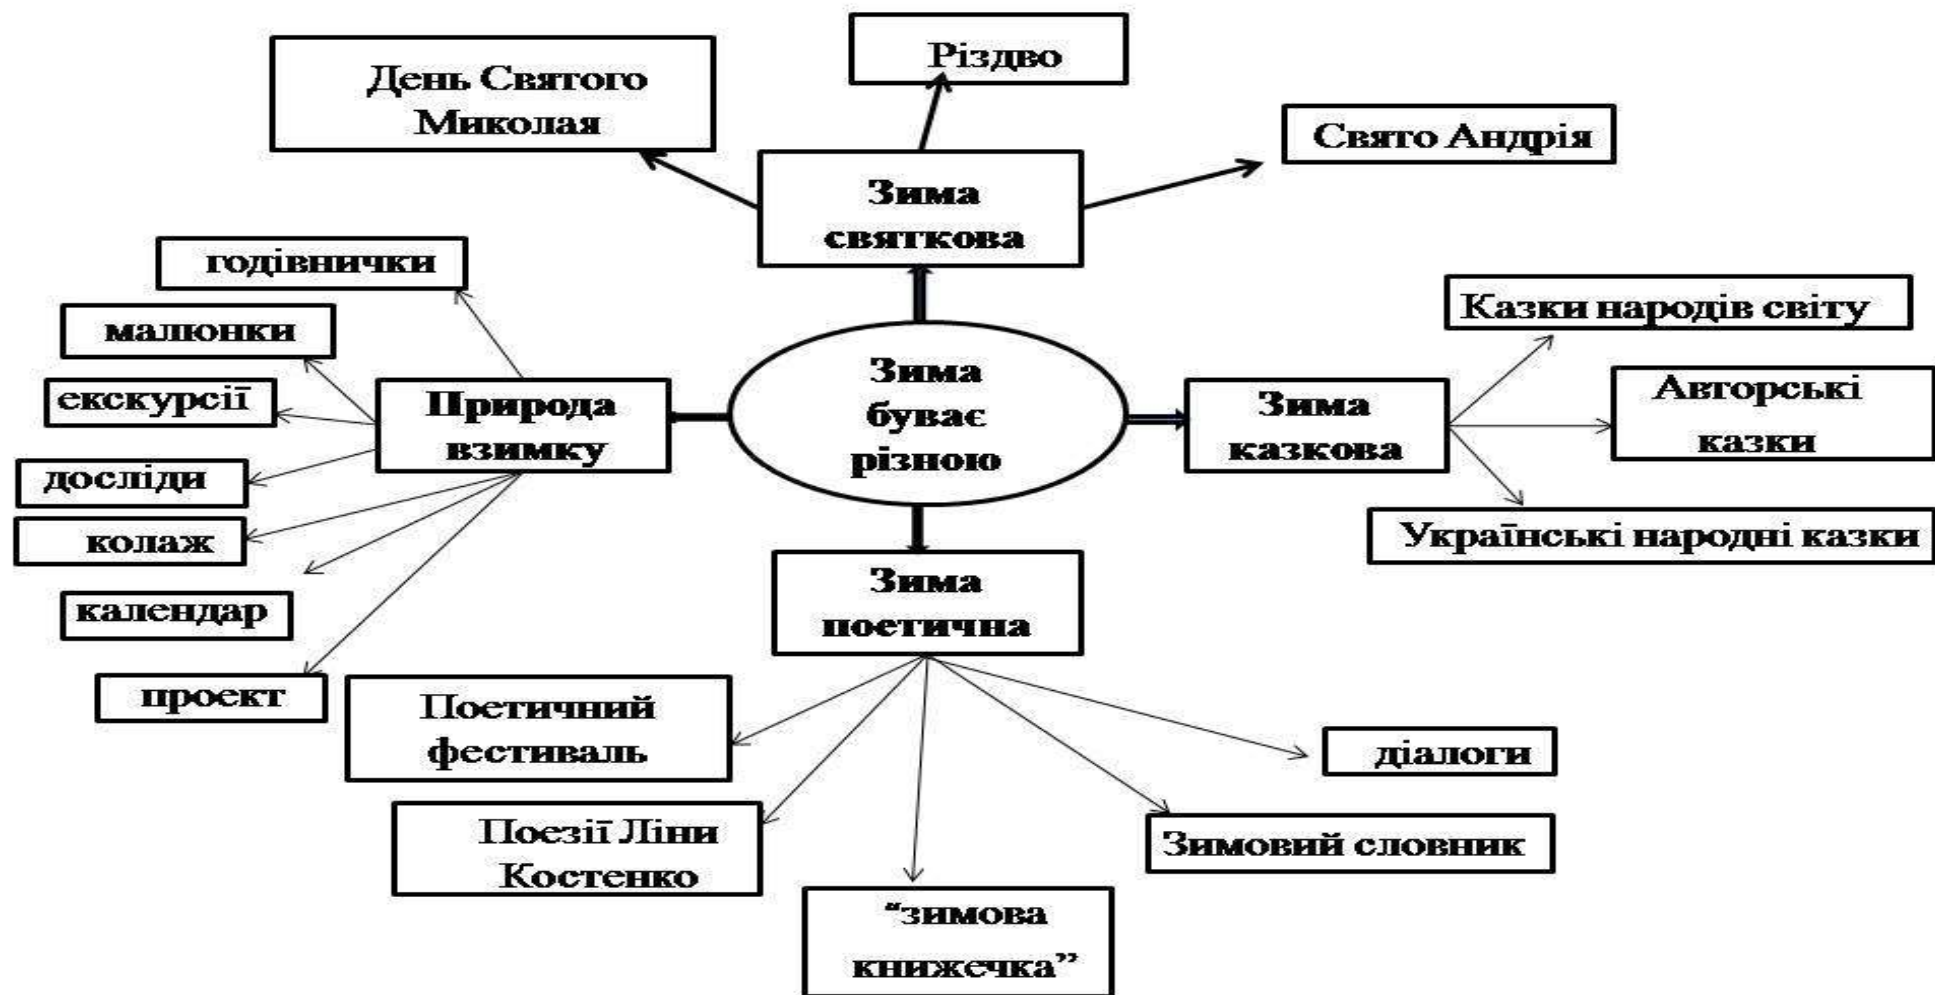 Різдво
День Святого
Миколая
Свято Андрія
Зима
святкова
годівнички
Казки народів світу
малюнки
Зима
буває
різною
екскурсії
Природа
взимку
Зима
казкова
Авторські
казки
досліди
колаж
Українські народні казки
календар
Зима
поетична
проект
Поетичний
фестиваль
діалоги
Поезії Ліни
Костенко
Зимовий словник
“зимова
книжечка”